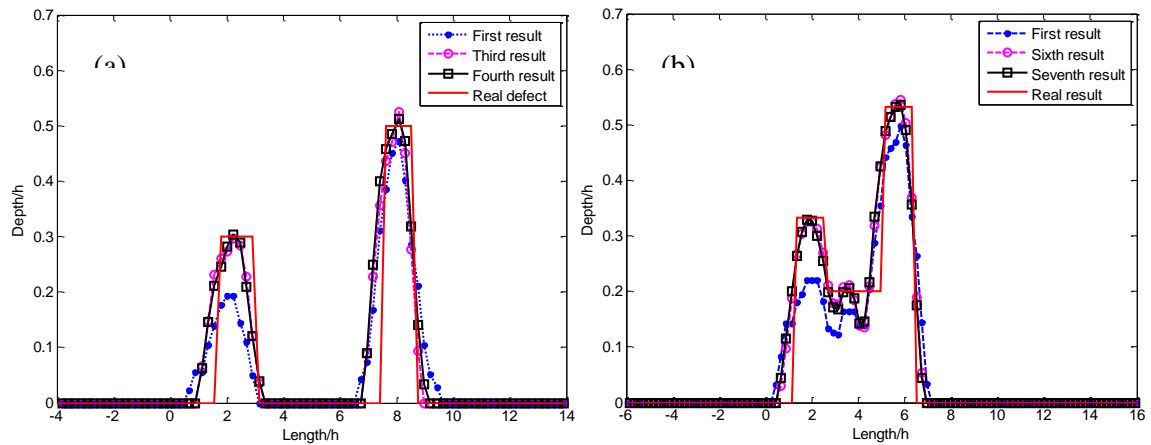 (a)
First result
Third result
Fourth result
Real defect
0.7
0.6
0.5
0.4
0.3
0.2
0.1
0
Depth/h
-4 -2 0 2 4 6 8 10 12 14
Length/h
(b)
First result
Sixth result
Seventh result
Real result
0.7
0.6
0.5
0.4
0.3
0.2
0.1
0
Depth/h
-6 -4 -2 0 2 4 6 8 10 12 14 16
Length/h